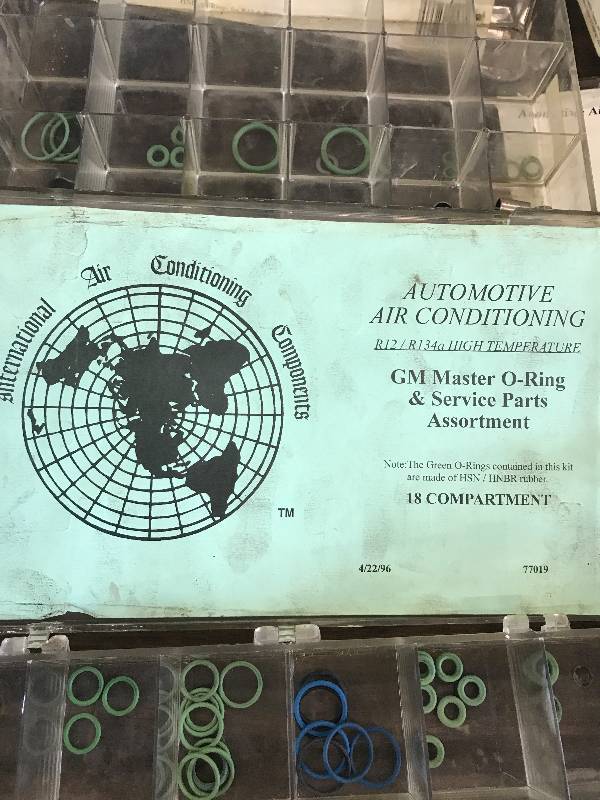 International Air Conditioning Components
TM
AUTOMOTIVE
AIR CONDITIONING
R12 / R134a HIGH TEMPERATURE
GM Master O-Ring
& Service Parts
Assortment
Note:The Green O-Rings contained in this kit
are made of HSN / HNBR rubber.
18 COMPARTMENT
4/22/96 77019